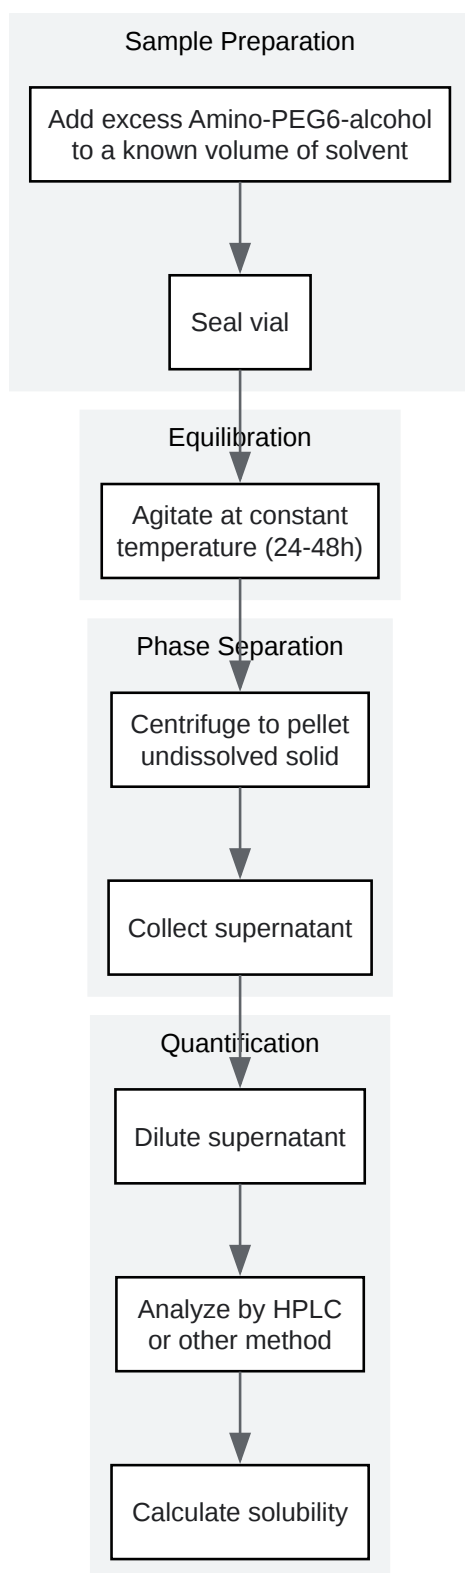 Sample Preparation
Add excess Amino-PEG6-alcohol
to a known volume of solvent
Seal vial
Equilibration
Agitate at constant
temperature (24-48h)
Phase Separation
Centrifuge to pellet
undissolved solid
Collect supernatant
Quantification
Dilute supernatant
Analyze by HPLC
or other method
Calculate solubility